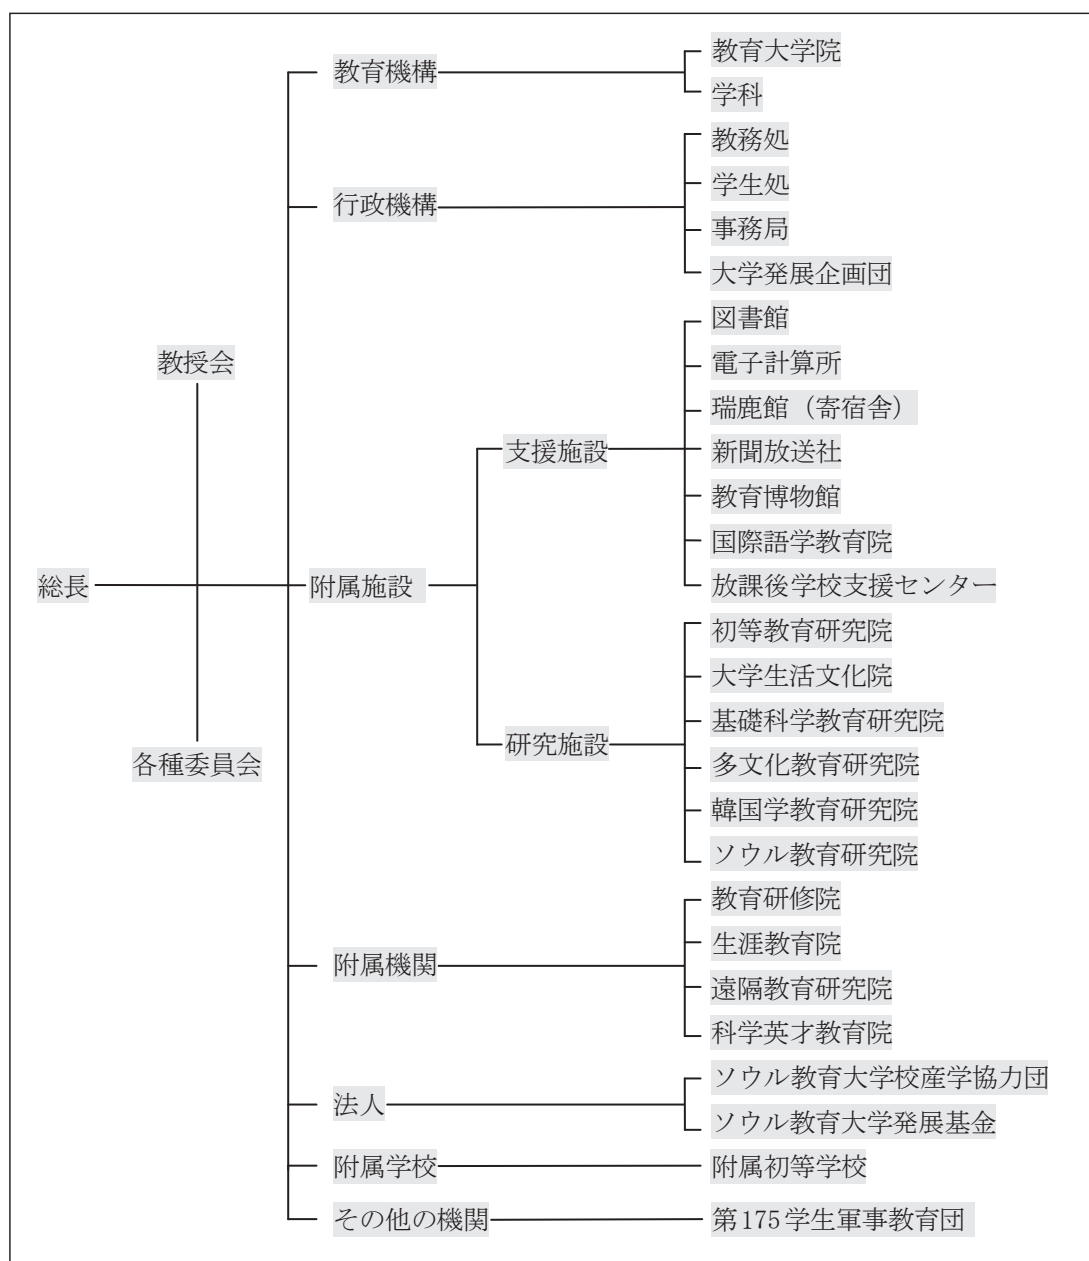 教育大学院
教育機構
学科
教務処
学生処
行政機構
事務局
大学発展企画団
図書館
教授会
電子計算所
瑞鹿館（寄宿舎）
支援施設
新聞放送社
教育博物館
国際語学教育院
総長
附属施設
放課後学校支援センター
初等教育研究院
大学生活文化院
基礎科学教育研究院
研究施設
各種委員会
多文化教育研究院
韓国学教育研究院
ソウル教育研究院
教育研修院
生涯教育院
附属機関
遠隔教育研究院
科学英才教育院
ソウル教育大学校産学協力団
法人
ソウル教育大学発展基金
附属学校
附属初等学校
その他の機関
第175学生軍事教育団